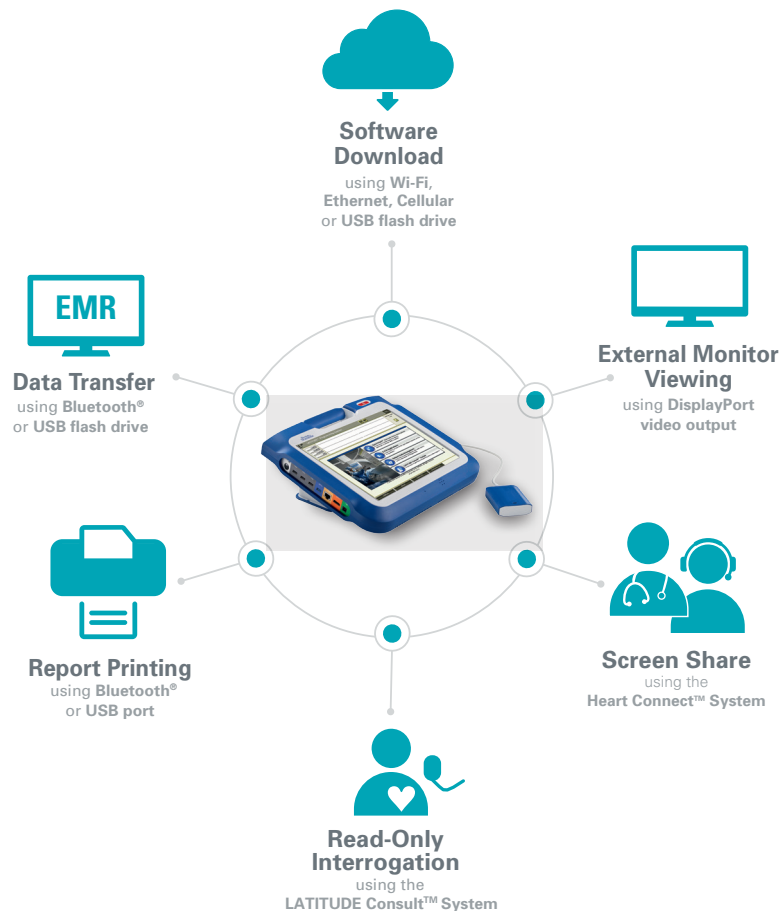 Software
Download
using Wi-Fi,
Ethernet, Cellular
or USB flash drive
EMR
Data Transfer
using Bluetooth®
or USB flash drive
External Monitor
Viewing
using DisplayPort
video output
Report Printing
using Bluetooth®
or USB port
Screen Share
using the
Heart Connect™ System
Read-Only
Interrogation
using the
LATITUDE Consult™ System